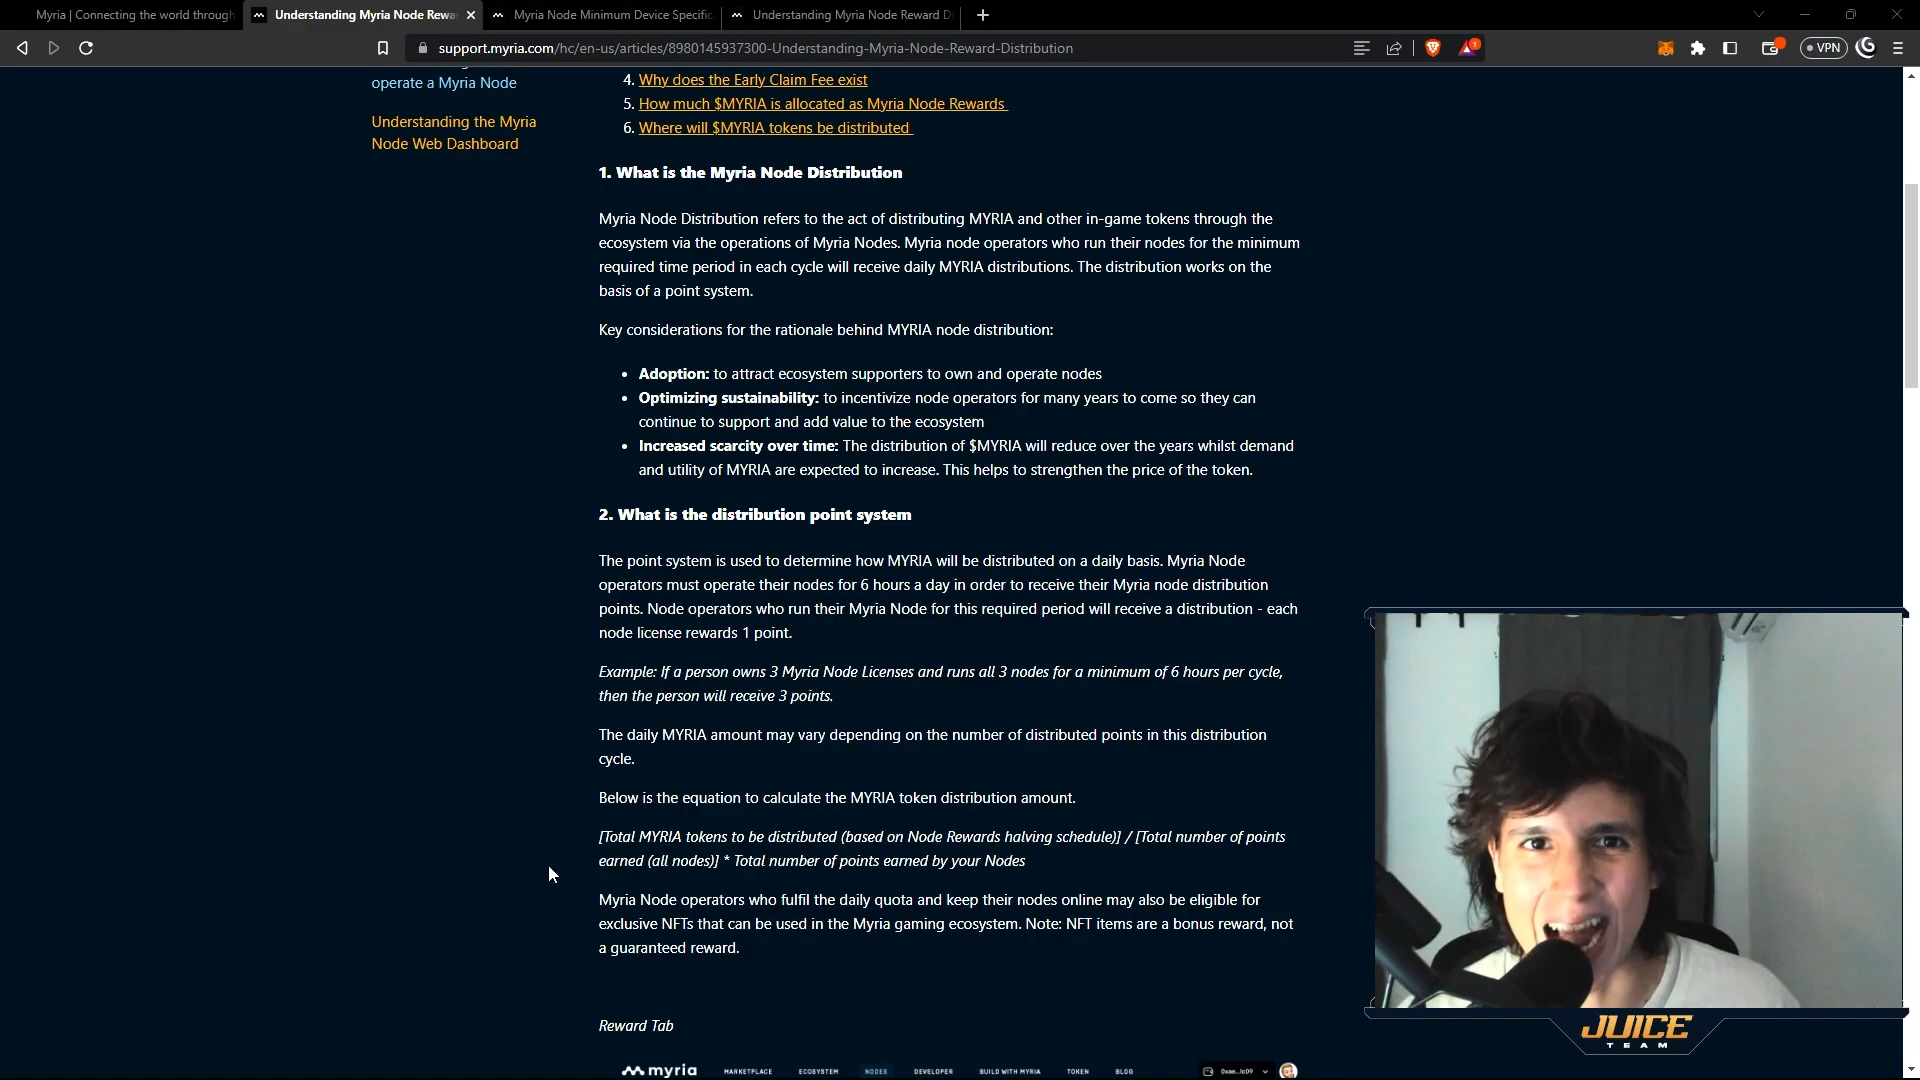 Myria | Connecting the world through
Understanding Myria Node Rewa
Myria Node Minimum Device Specific
Understanding Myria Node Reward D
support.myria.com/hc/en-us/articles/8980145937300-Understanding-Myria-Node-Reward-Distribution
1
VPN
operate a Myria Node
Understanding the Myria
Node Web Dashboard
4. Why does the Early Claim Fee exist
5. How much $MYRIA is allocated as Myria Node Rewards
6. Where will $MYRIA tokens be distributed
1. What is the Myria Node Distribution
Myria Node Distribution refers to the act of distributing MYRIA and other in-game tokens through the
ecosystem via the operations of Myria Nodes. Myria node operators who run their nodes for the minimum
required time period in each cycle will receive daily MYRIA distributions. The distribution works on the
basis of a point system.
Key considerations for the rationale behind MYRIA node distribution:
• Adoption: to attract ecosystem supporters to own and operate nodes
• Optimizing sustainability: to incentivize node operators for many years to come so they can
continue to support and add value to the ecosystem
• Increased scarcity over time: The distribution of $MYRIA will reduce over the years whilst demand
and utility of MYRIA are expected to increase. This helps to strengthen the price of the token.
2. What is the distribution point system
The point system is used to determine how MYRIA will be distributed on a daily basis. Myria Node
operators must operate their nodes for 6 hours a day in order to receive their Myria node distribution
points. Node operators who run their Myria Node for this required period will receive a distribution - each
node license rewards 1 point.
Example: If a person owns 3 Myria Node Licenses and runs all 3 nodes for a minimum of 6 hours per cycle,
then the person will receive 3 points.
The daily MYRIA amount may vary depending on the number of distributed points in this distribution
cycle.
Below is the equation to calculate the MYRIA token distribution amount.
[Total MYRIA tokens to be distributed (based on Node Rewards halving schedule)] / [Total number of points
earned (all nodes)] * Total number of points earned by your Nodes
Myria Node operators who fulfil the daily quota and keep their nodes online may also be eligible for
exclusive NFTs that can be used in the Myria gaming ecosystem. Note: NFT items are a bonus reward, not
a guaranteed reward.
Reward Tab
myria MARKETPLACE ECOSYSTEM NODES DEVELOPER BUILD WITH MYRIA TOKEN BLOG
JUICE
TEAM